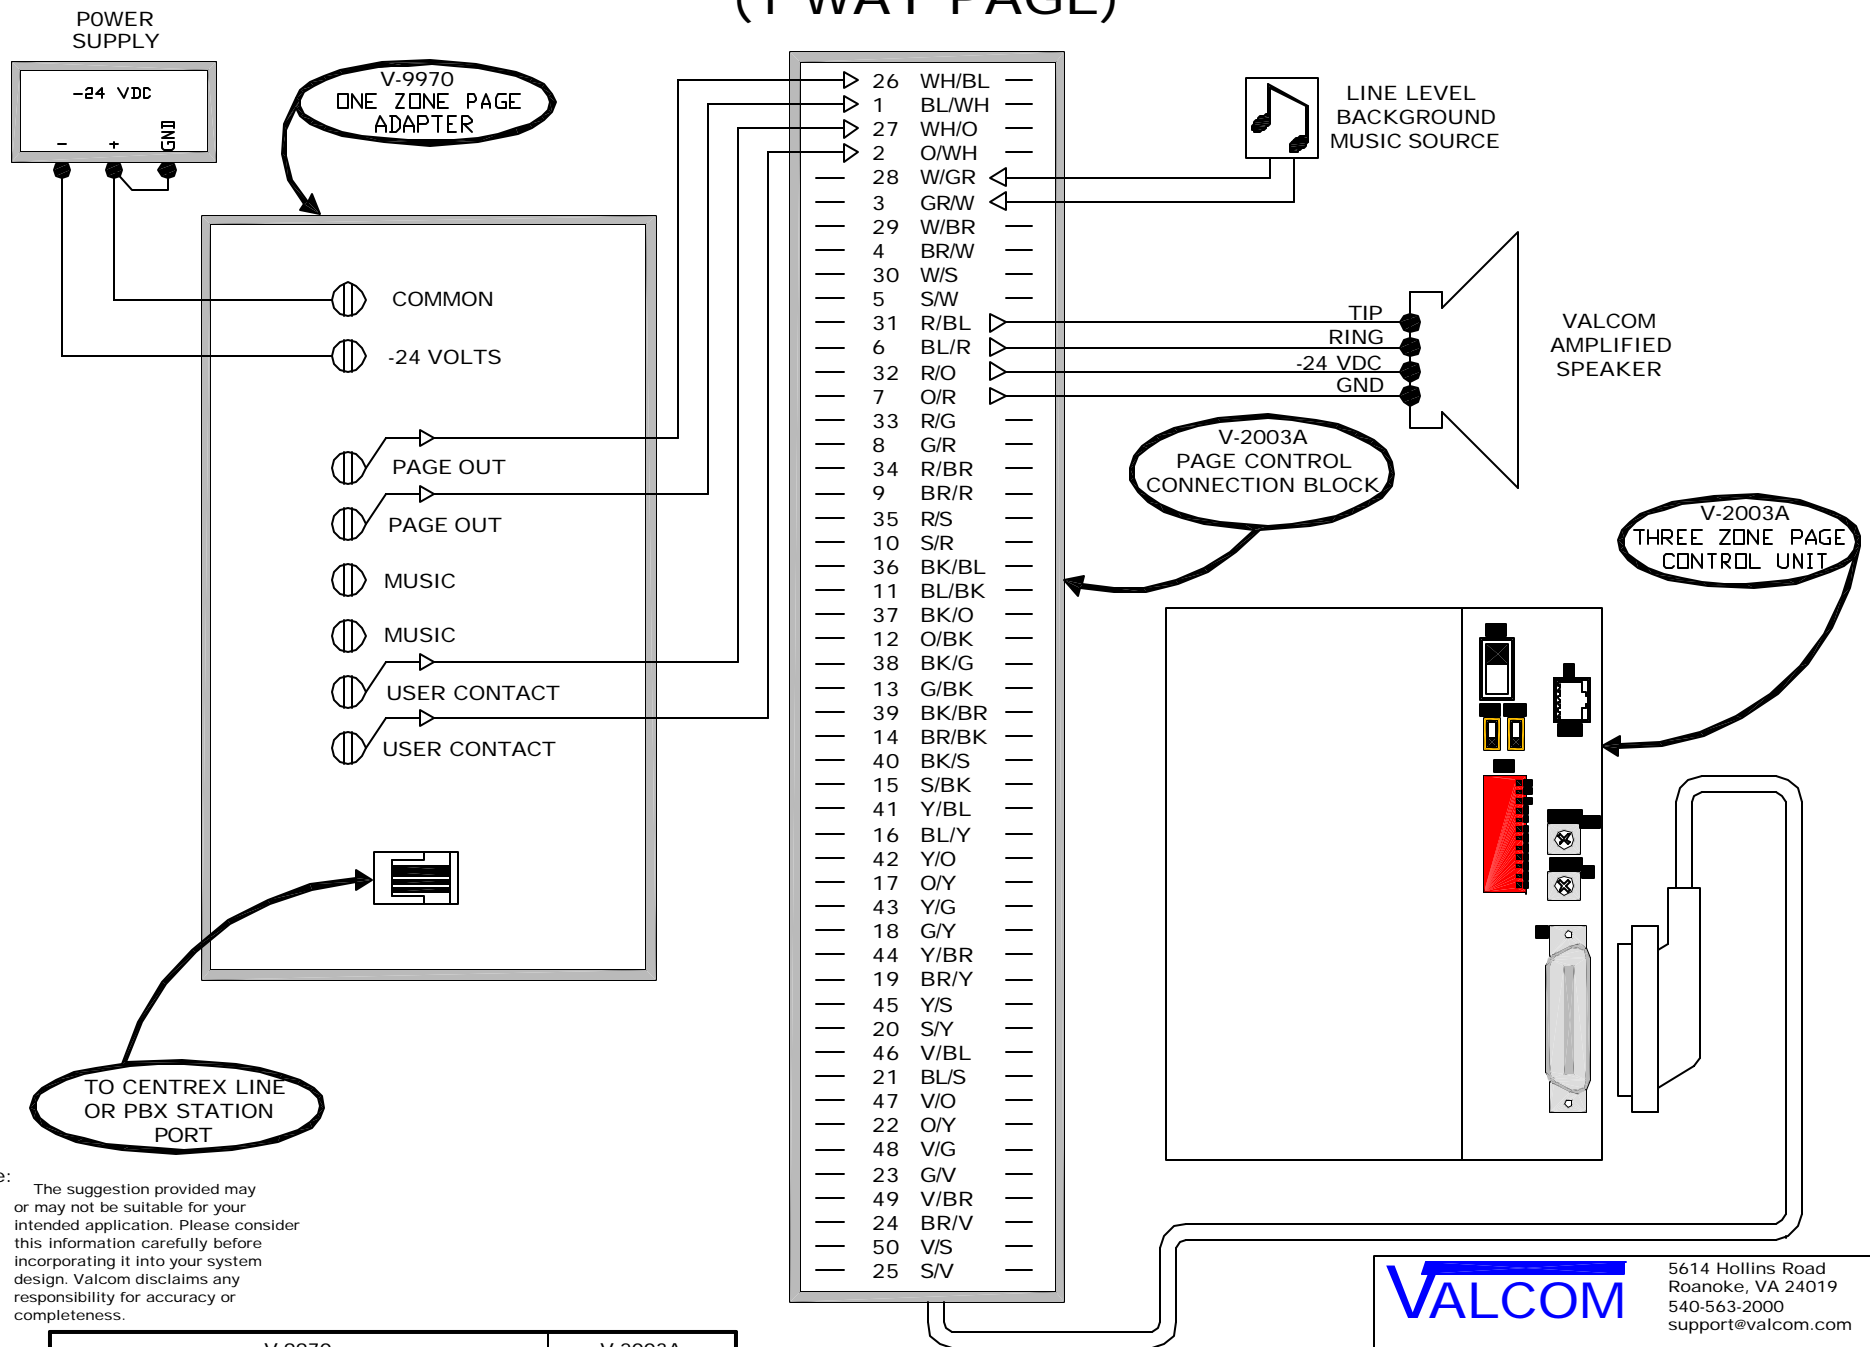 (1 WAY PAGE)
POWER
SUPPLY
-24 VDC
- + GND
V-9970
ONE ZONE PAGE
ADAPTER
COMMON
-24 VOLTS
PAGE OUT
PAGE OUT
MUSIC
MUSIC
USER CONTACT
USER CONTACT
TO CENTREX LINE
OR PBX STATION
PORT
26 WH/BL
1 BL/WH
27 WH/O
2 O/WH
28 W/GR
3 GR/W
29 W/BR
4 BR/W
30 W/S
5 S/W
31 R/BL
6 BL/R
32 R/O
7 O/R
33 R/G
8 G/R
34 R/BR
9 BR/R
35 R/S
10 S/R
36 BK/BL
11 BL/BK
37 BK/O
12 O/BK
38 BK/G
13 G/BK
39 BK/BR
14 BR/BK
40 BK/S
15 S/BK
41 Y/BL
16 BL/Y
42 Y/O
17 O/Y
43 Y/G
18 G/Y
44 Y/BR
19 BR/Y
45 Y/S
20 S/Y
46 V/BL
21 BL/S
47 V/O
22 O/Y
48 V/G
23 G/V
49 V/BR
24 BR/V
50 V/S
25 S/V
LINE LEVEL
BACKGROUND
MUSIC SOURCE
TIP
RING
-24 VDC
GND
VALCOM
AMPLIFIED
SPEAKER
V-2003A
PAGE CONTROL
CONNECTION BLOCK
V-2003A
THREE ZONE PAGE
CONTROL UNIT
e:
The suggestion provided may
or may not be suitable for your
intended application. Please consider
this information carefully before
incorporating it into your system
design. Valcom disclaims any
responsibility for accuracy or
completeness.
VALCOM
5614 Hollins Road
Roanoke, VA 24019
540-563-2000
support@valcom.com